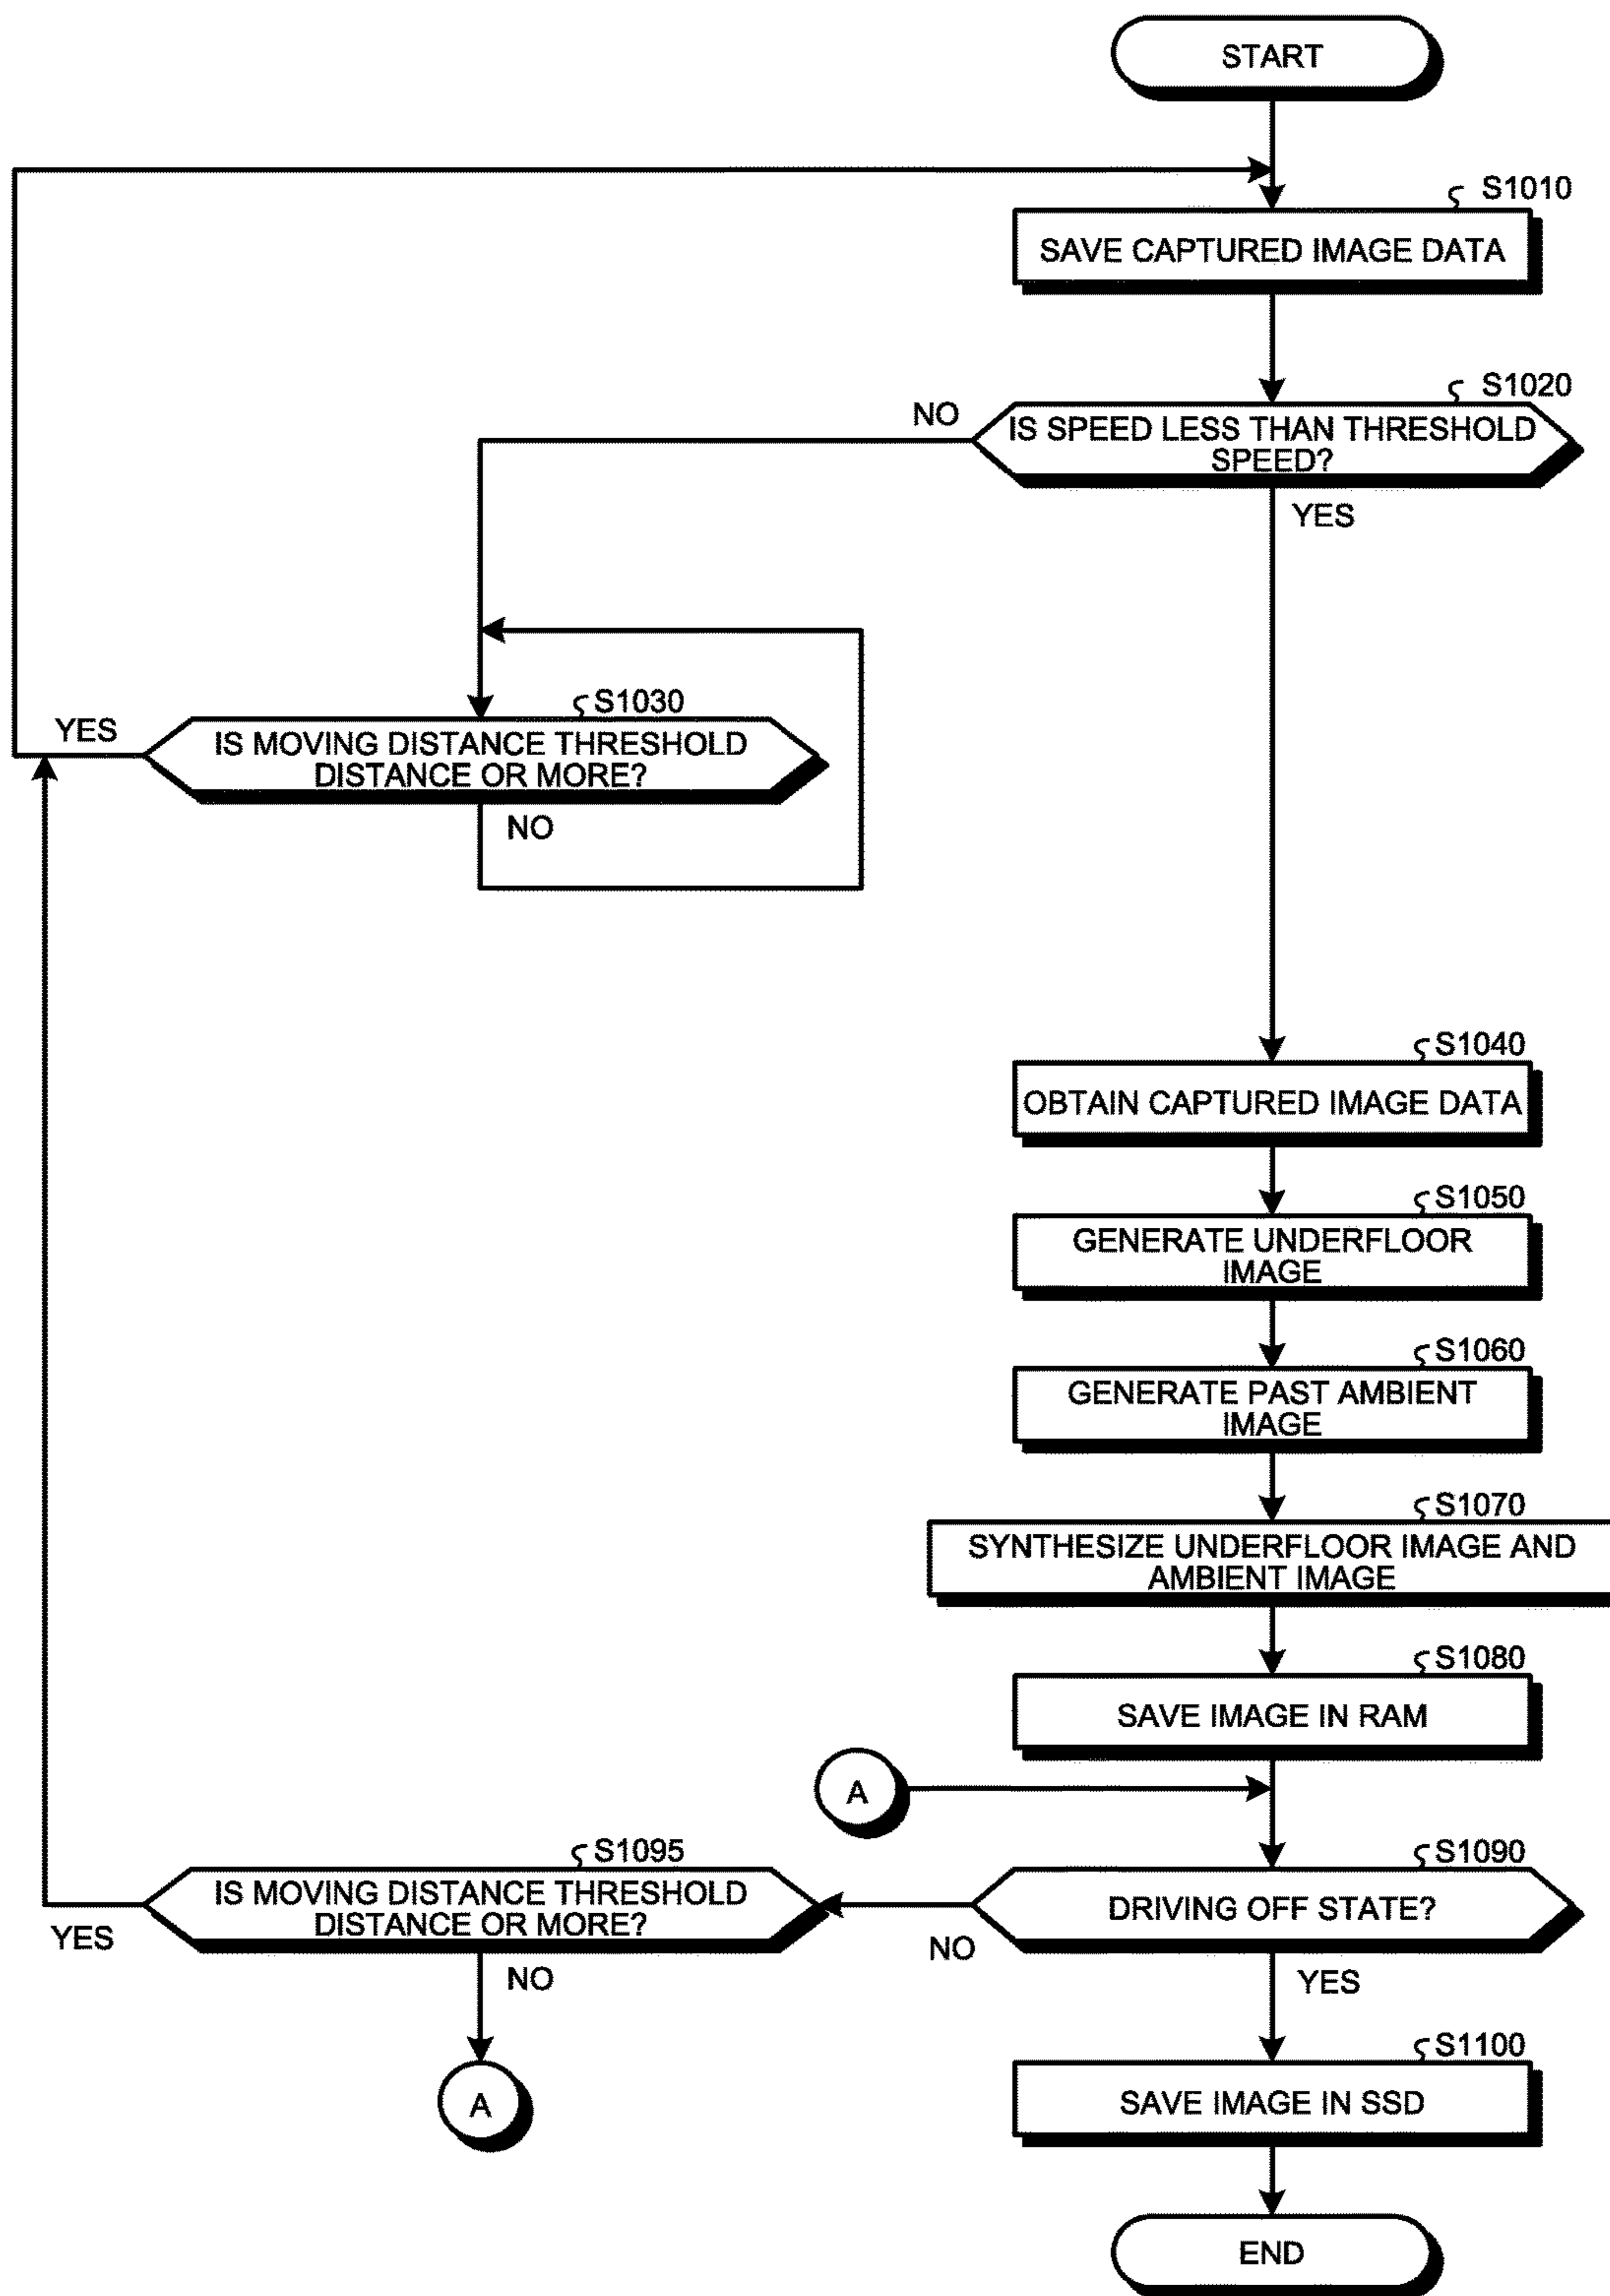 START
S1010
SAVE CAPTURED IMAGE DATA
S1020
NO
IS SPEED LESS THAN THRESHOLD
SPEED?
YES
S1030
YES
IS MOVING DISTANCE THRESHOLD
DISTANCE OR MORE?
NO
S1040
OBTAIN CAPTURED IMAGE DATA
S1050
GENERATE UNDERFLOOR
IMAGE
S1060
GENERATE PAST AMBIENT
IMAGE
S1070
SYNTHESIZE UNDERFLOOR IMAGE AND
AMBIENT IMAGE
S1080
SAVE IMAGE IN RAM
A
S1095
S1090
IS MOVING DISTANCE THRESHOLD
DISTANCE OR MORE?
DRIVING OFF STATE?
YES
NO
NO
YES
S1100
A
SAVE IMAGE IN SSD
END